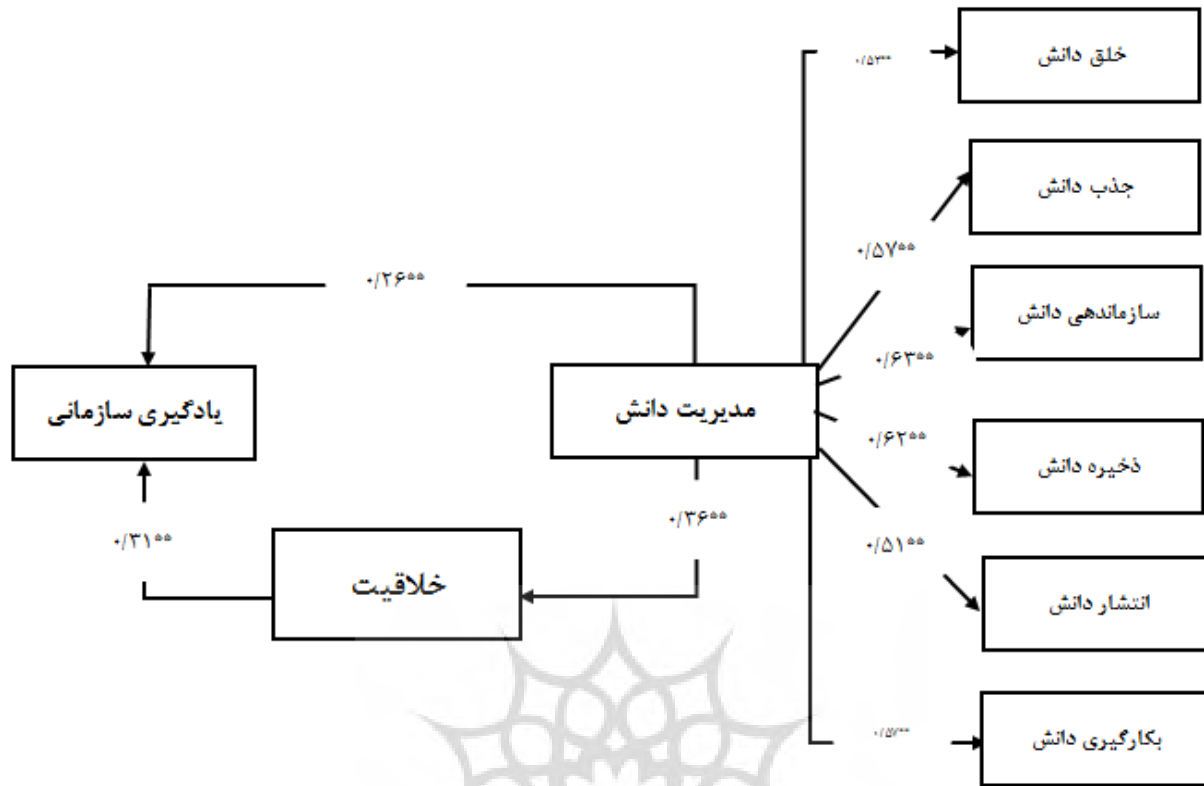 خلق دانش
جذب دانش
۰/۵۷**
سازماندهی دانش
۰/۲۶**
۰/۶۳**
مدیریت دانش
یادگیری سازمانی
۰/۶۲**
ذخیره دانش
۰/۳۶**
۰/۳۱**
۰/۵۱**
خلاقیت
انتشار دانش
بکارگیری دانش